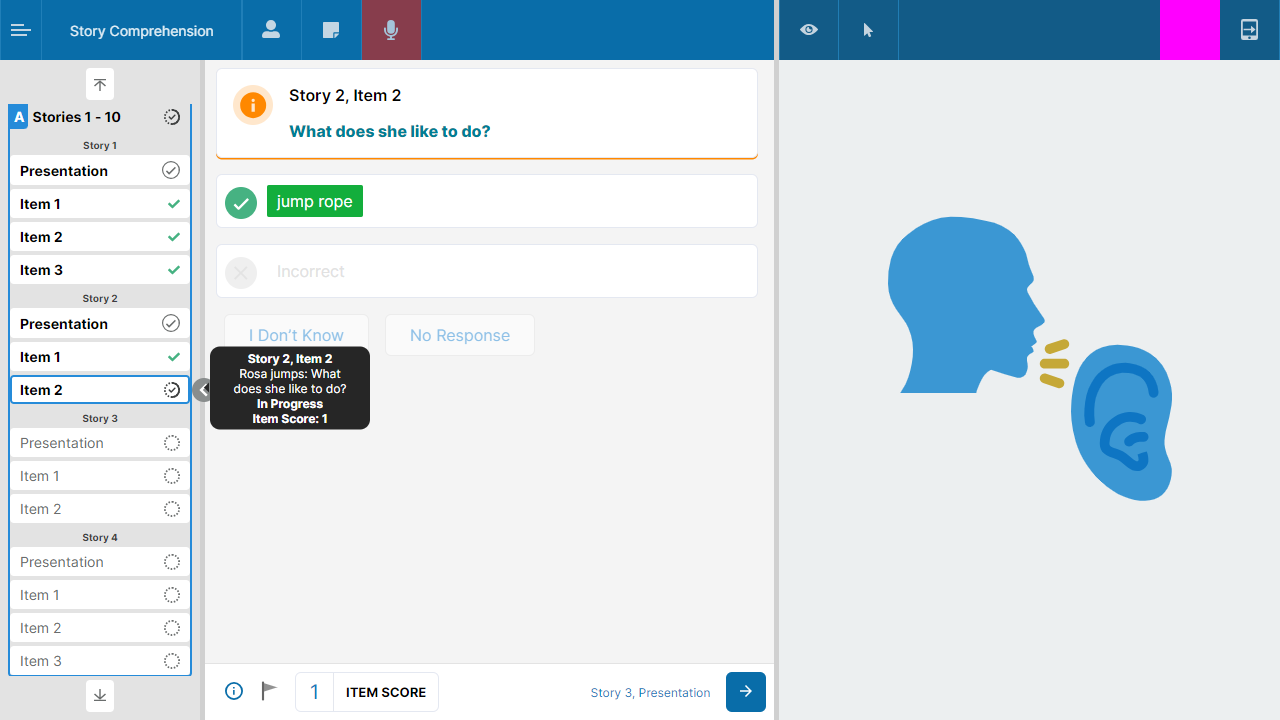 Story Comprehension
A Stories 1 - 10
Story 1
Presentation
Item 1
Item 2
Item 3
Story 2
Presentation
Item 1
Item 2
Story 3
Presentation
Item 1
Item 2
Story 4
Presentation
Item 1
Item 2
Item 3
Story 2, Item 2
What does she like to do?
jump rope
Incorrect
I Don't Know
No Response
Story 2, Item 2
Rosa jumps: What
does she like to do?
In Progress
Item Score: 1
1 ITEM SCORE
Story 3, Presentation